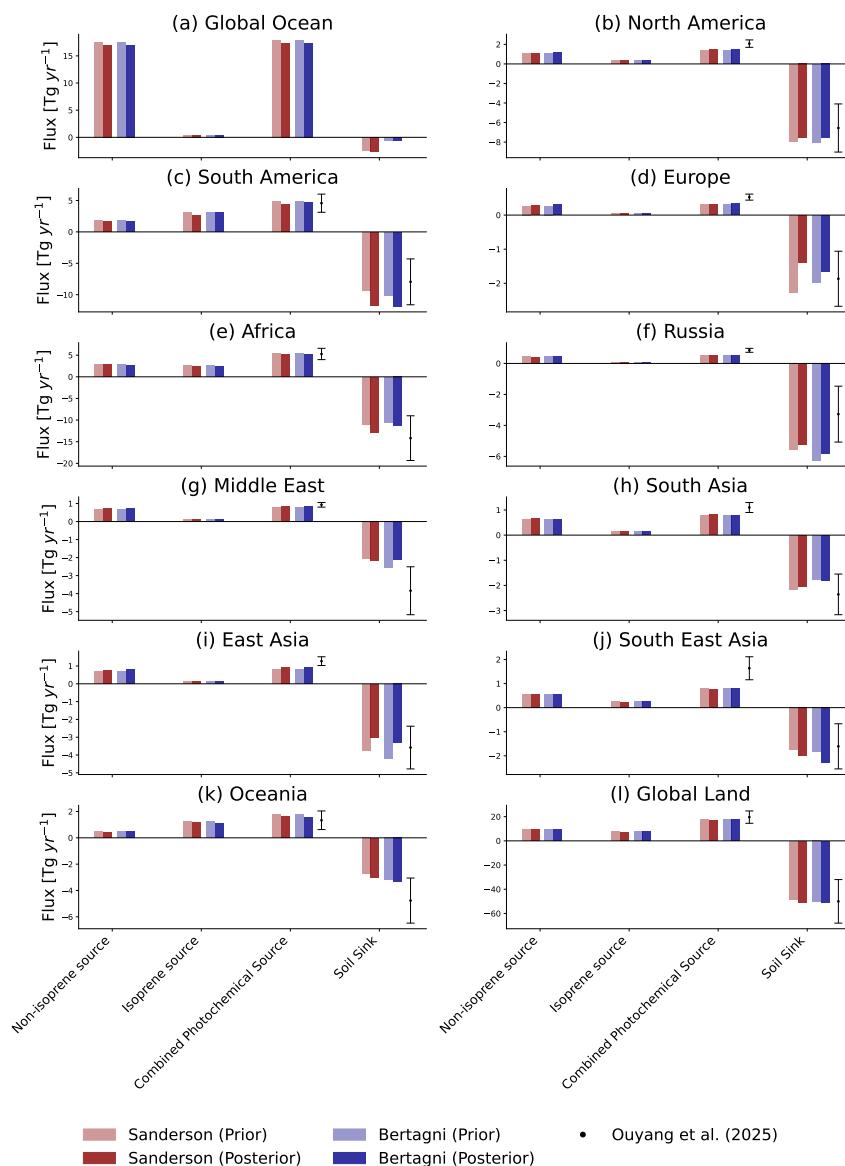 (a) Global Ocean
Flux [Tg yr⁻¹]
15
10
5
0
(b) North America
2
0
−2
−4
−6
−8
(c) South America
Flux [Tg yr⁻¹]
5
0
−5
−10
(d) Europe
0
−1
−2
(e) Africa
Flux [Tg yr⁻¹]
5
0
−5
−10
−15
−20
(f) Russia
0
−2
−4
−6
(g) Middle East
Flux [Tg yr⁻¹]
1
0
−1
−2
−3
−4
−5
(h) South Asia
1
0
−1
−2
−3
(i) East Asia
Flux [Tg yr⁻¹]
1
0
−1
−2
−3
−4
−5
(j) South East Asia
2
1
0
−1
−2
(k) Oceania
Flux [Tg yr⁻¹]
2
0
−2
−4
−6
(l) Global Land
20
0
−20
−40
−60
Non-isoprene source
Isoprene source
Combined Photochemical Source
Soil Sink
Non-isoprene source
Isoprene source
Combined Photochemical Source
Soil Sink
Sanderson (Prior)
Sanderson (Posterior)
Bertagni (Prior)
Bertagni (Posterior)
Ouyang et al. (2025)